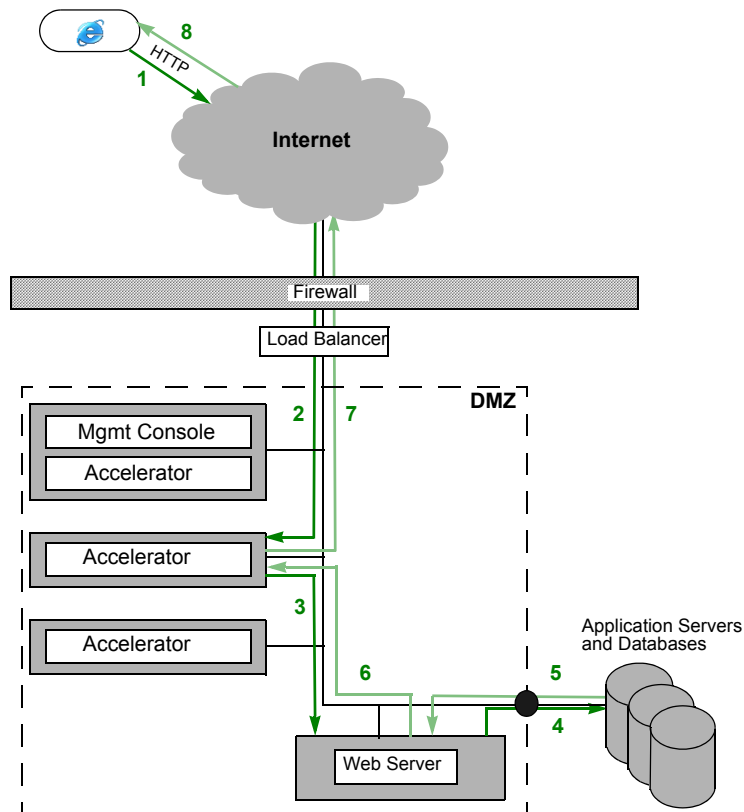 8
HTTP
1
Internet
Firewall
Load Balancer
2
7
DMZ
Mgmt Console
Accelerator
Accelerator
3
Accelerator
Application Servers
and Databases
6
5
4
Web Server